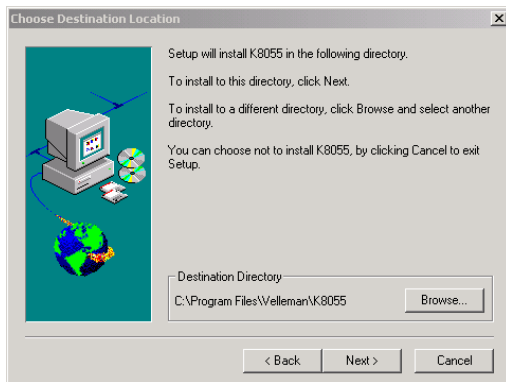 Choose Destination Location
Setup will install K8055 in the following directory.
To install to this directory, click Next.
To install to a different directory, click Browse and select another
directory.
You can choose not to install K8055, by clicking Cancel to exit
Setup.
Destination Directory
C:\Program Files\Velleman\K8055
Browse...
< Back
Next >
Cancel